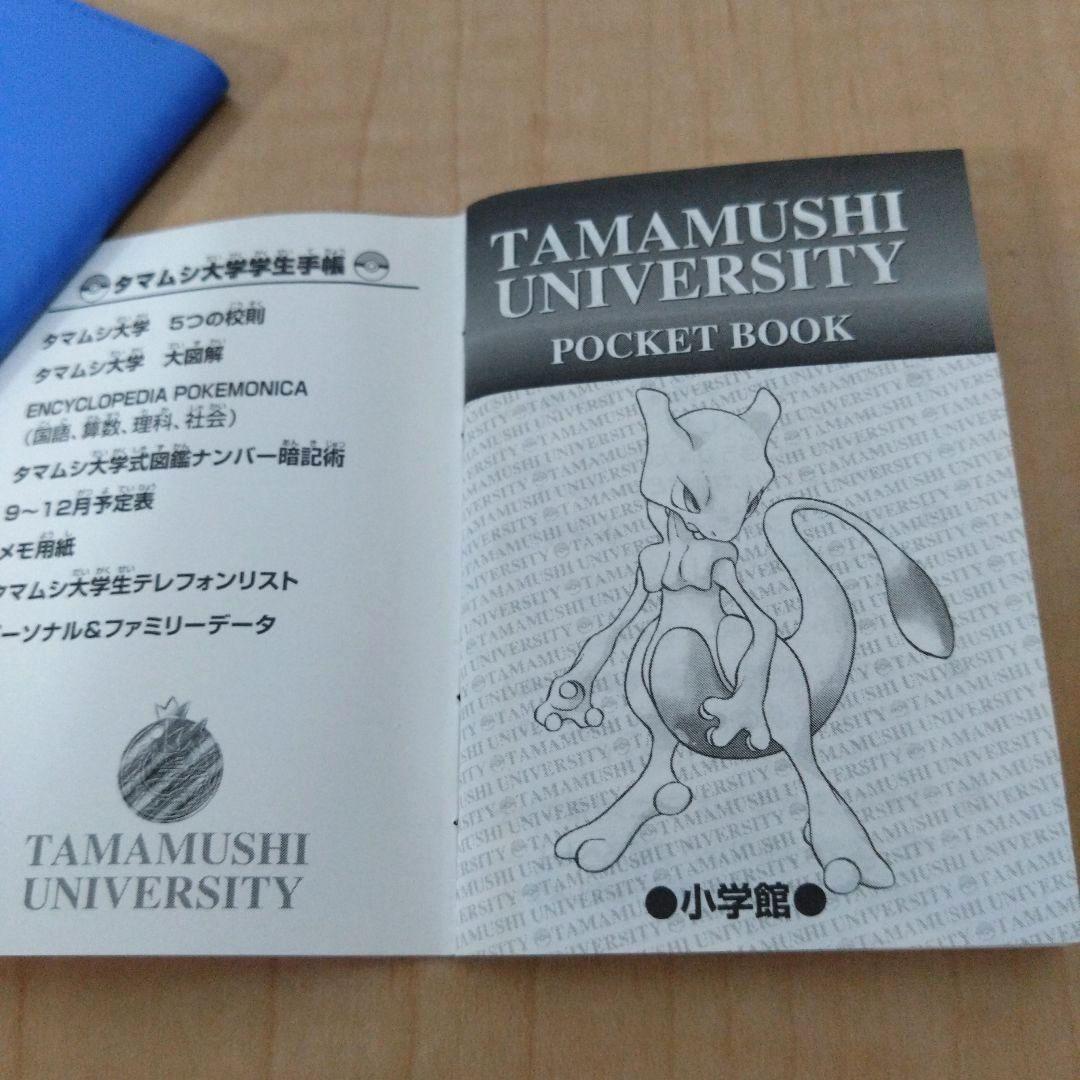 タマムシ大学学生手帳
タマムシ大学 5つの校則
タマムシ大学 大図解
ENCYCLOPEDIA POKEMONICA
(国語、算数、理科、社会)
タマムシ大学式図鑑ナンバー暗記術
9~12月予定表
メモ用紙
タマムシ大学生テレフォンリスト
ーソナル&ファミリーデータ
TAMAMUSHI
UNIVERSITY
TAMAMUSHI
UNIVERSITY
POCKET BOOK
●小学館●